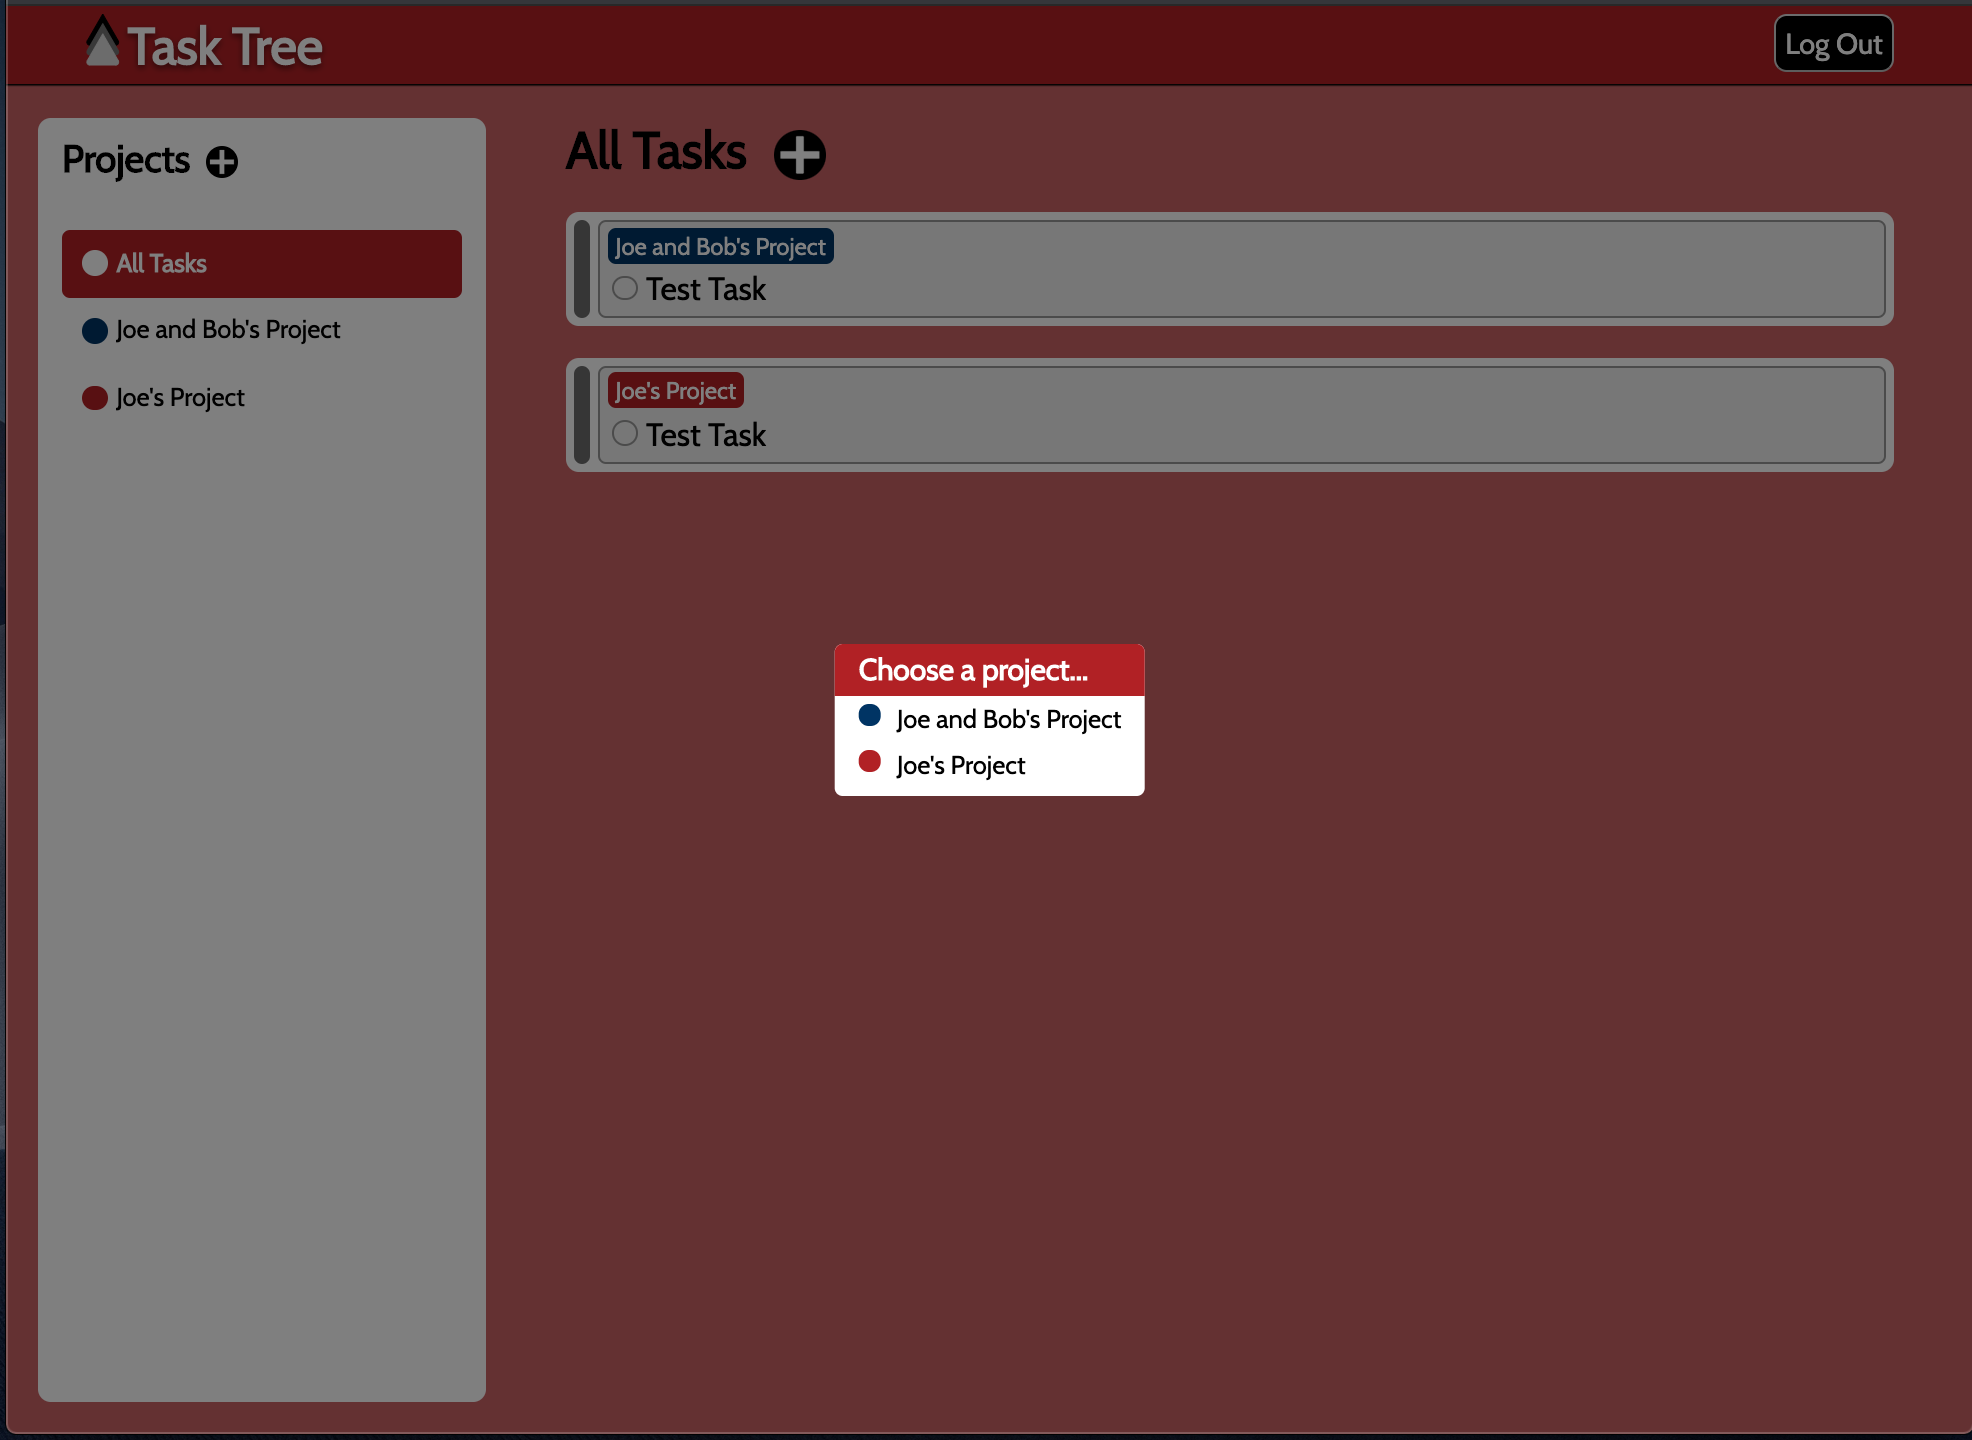 Task Tree
Log Out
Projects
All Tasks
Joe and Bob's Project
Joe's Project
All Tasks
Joe and Bob's Project
Test Task
Joe's Project
Test Task
Choose a project...
Joe and Bob's Project
Joe's Project